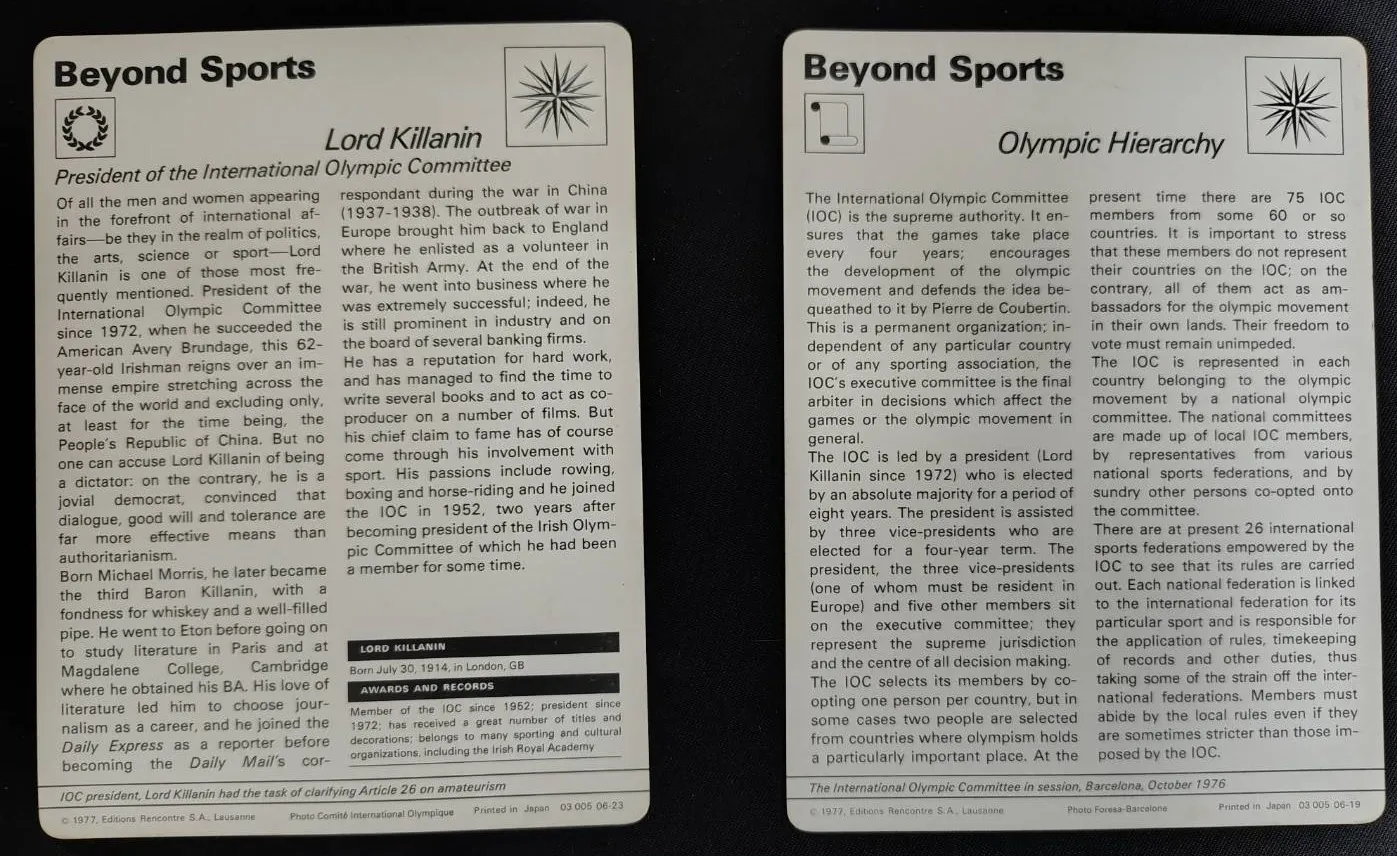 Beyond Sports
Lord Killanin
President of the International Olympic Committee
Of all the men and women appearing
in the forefront of international af-
fairs—be they in the realm of politics,
the arts, science or sport—Lord
Killanin is one of those most fre-
quently mentioned. President of the
International Olympic Committee
since 1972, when he succeeded the
American Avery Brundage, this 62-
year-old Irishman reigns over an im-
mense empire stretching across the
face of the world and excluding only,
at least for the time being, the
People's Republic of China. But no
one can accuse Lord Killanin of being
a dictator: on the contrary, he is a
jovial democrat, convinced that
dialogue, good will and tolerance are
far more effective means than
authoritarianism.
Born Michael Morris, he later became
the third Baron Killanin, with a
fondness for whiskey and a well-filled
pipe. He went to Eton before going on
to study literature in Paris and at
Magdalene College, Cambridge
where he obtained his BA. His love of
literature led him to choose jour-
nalism as a career, and he joined the
Daily Express as a reporter before
becoming the Daily Mail's cor-
respondant during the war in China
(1937-1938). The outbreak of war in
Europe brought him back to England
where he enlisted as a volunteer in
the British Army. At the end of the
war, he went into business where he
was extremely successful; indeed, he
is still prominent in industry and on
the board of several banking firms.
He has a reputation for hard work,
and has managed to find the time to
write several books and to act as co-
producer on a number of films. But
his chief claim to fame has of course
come through his involvement with
sport. His passions include rowing,
boxing and horse-riding and he joined
the IOC in 1952, two years after
becoming president of the Irish Olym-
pic Committee of which he had been
a member for some time.
LORD KILLANIN
Born July 30, 1914, in London, GB
AWARDS AND RECORDS
Member of the IOC since 1952; president since
1972; has received a great number of titles and
decorations; belongs to many sporting and cultural
organizations, including the Irish Royal Academy
IOC president, Lord Killanin had the task of clarifying Article 26 on amateurism
© 1977, Editions Rencontre S.A., Lausanne Photo Comité International Olympique Printed in Japan 03 005 06-23
Beyond Sports
Olympic Hierarchy
The International Olympic Committee
(IOC) is the supreme authority. It en-
sures that the games take place
every four years; encourages
the development of the olympic
movement and defends the idea be-
queathed to it by Pierre de Coubertin.
This is a permanent organization; in-
dependent of any particular country
or of any sporting association, the
IOC's executive committee is the final
arbiter in decisions which affect the
games or the olympic movement in
general.
The IOC is led by a president (Lord
Killanin since 1972) who is elected
by an absolute majority for a period of
eight years. The president is assisted
by three vice-presidents who are
elected for a four-year term. The
president, the three vice-presidents
(one of whom must be resident in
Europe) and five other members sit
on the executive committee; they
represent the supreme jurisdiction
and the centre of all decision making.
The IOC selects its members by co-
opting one person per country, but in
some cases two people are selected
from countries where olympism holds
a particularly important place. At the
present time there are 75 IOC
members from some 60 or so
countries. It is important to stress
that these members do not represent
their countries on the IOC; on the
contrary, all of them act as am-
bassadors for the olympic movement
in their own lands. Their freedom to
vote must remain unimpeded.
The IOC is represented in each
country belonging to the olympic
movement by a national olympic
committee. The national committees
are made up of local IOC members,
by representatives from various
national sports federations, and by
sundry other persons co-opted onto
the committee.
There are at present 26 international
sports federations empowered by the
IOC to see that its rules are carried
out. Each national federation is linked
to the international federation for its
particular sport and is responsible for
the application of rules, timekeeping
of records and other duties, thus
taking some of the strain off the inter-
national federations. Members must
abide by the local rules even if they
are sometimes stricter than those im-
posed by the IOC.
The International Olympic Committee in session, Barcelona, October 1976
© 1977, Editions Rencontre S.A., Lausanne Photo Foresa-Barcelone Printed in Japan 03 005 06-19